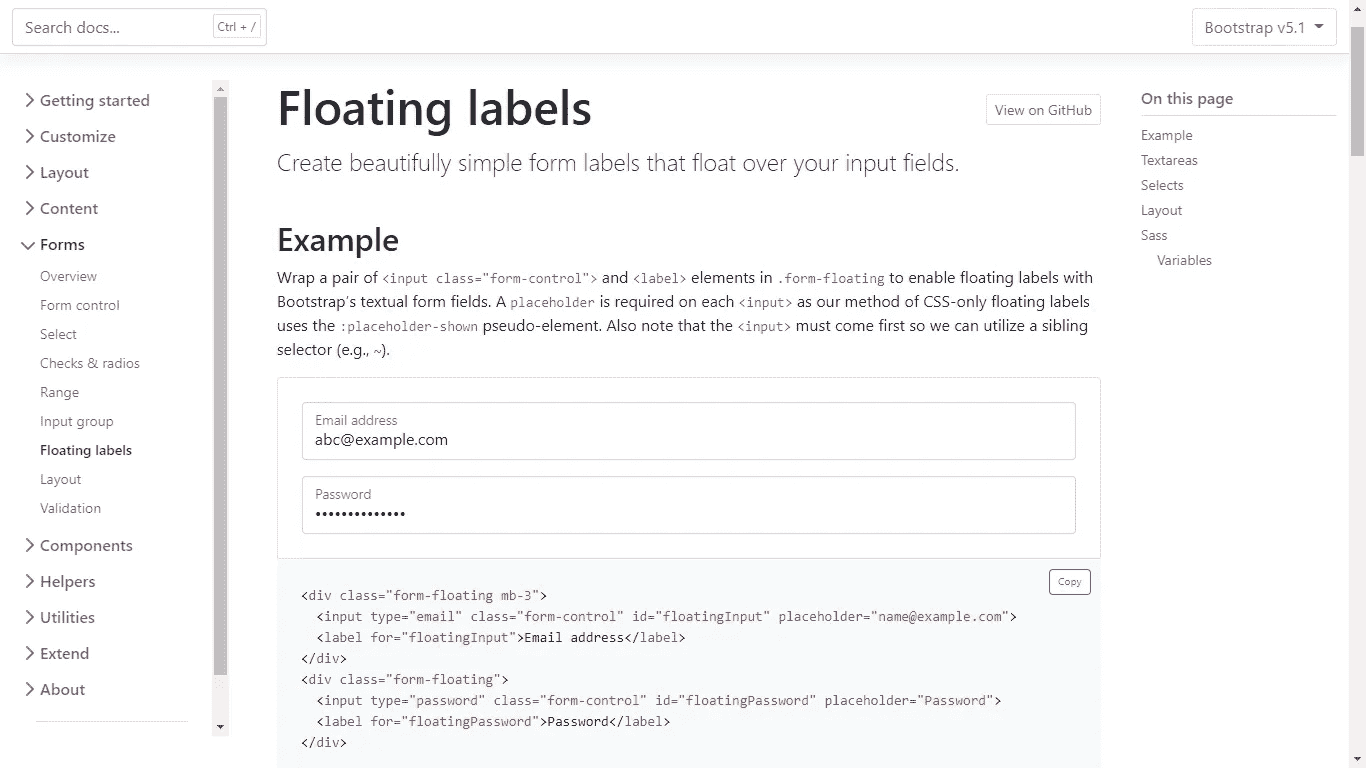 Search docs...
Ctrl + /
Bootstrap v5.1
Getting started
Customize
Layout
Content
Forms
Overview
Form control
Select
Checks & radios
Range
Input group
Floating labels
Layout
Validation
Components
Helpers
Utilities
Extend
About
Floating labels
View on GitHub
Create beautifully simple form labels that float over your input fields.
Example
Wrap a pair of <input class="form-control"> and <label> elements in .form-floating to enable floating labels with
Bootstrap’s textual form fields. A placeholder is required on each <input> as our method of CSS-only floating labels
uses the :placeholder-shown pseudo-element. Also note that the <input> must come first so we can utilize a sibling
selector (e.g., ~).
Email address
abc@example.com
Password
••••••••••••••
Copy
<div class="form-floating mb-3">
  <input type="email" class="form-control" id="floatingInput" placeholder="name@example.com">
  <label for="floatingInput">Email address</label>
</div>
<div class="form-floating">
  <input type="password" class="form-control" id="floatingPassword" placeholder="Password">
  <label for="floatingPassword">Password</label>
</div>
On this page
Example
Textareas
Selects
Layout
Sass
Variables